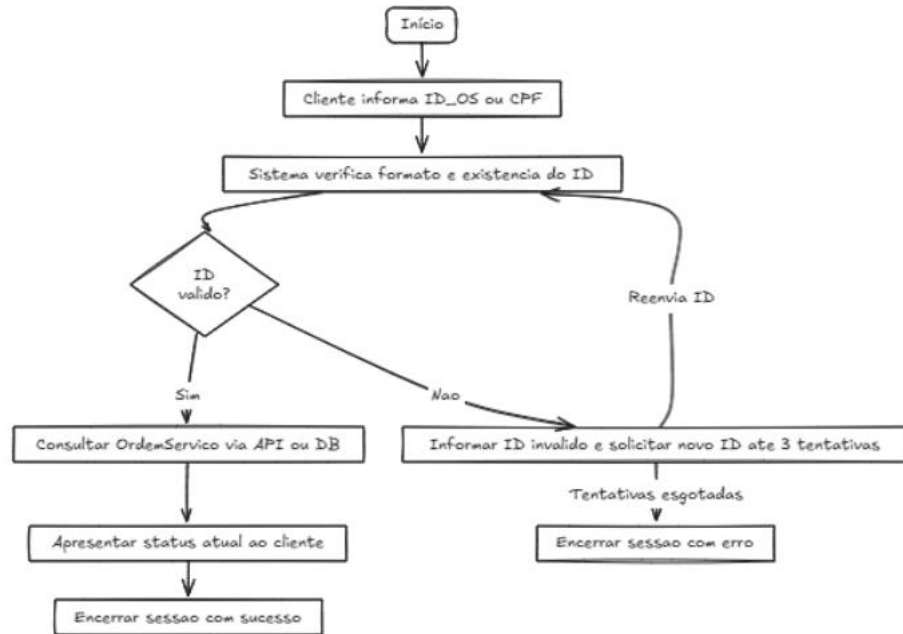 Início
Cliente informa ID_OS ou CPF
Sistema verifica formato e existencia do ID
ID
valido?
Reenvia ID
Sim
Nao
Consultar OrdemServico via API ou DB
Informar ID invalido e solicitar novo ID ate 3 tentativas
Tentativas esgotadas
Apresentar status atual ao cliente
Encerrar sessao com erro
Encerrar sessao com sucesso